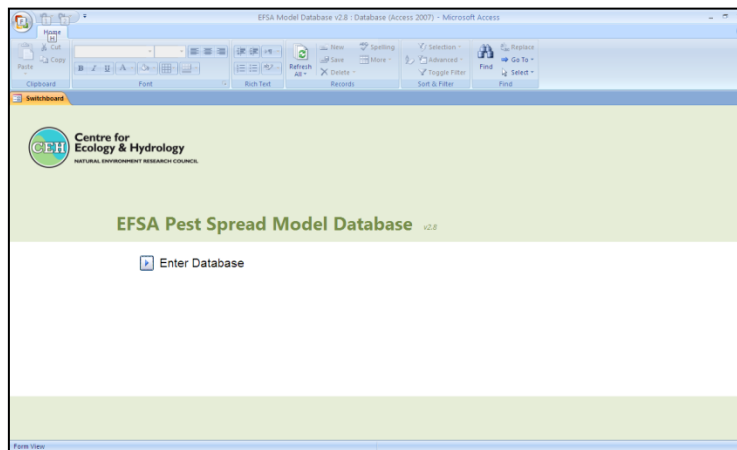 EFSA Model Database v2.8 : Database (Access 2007) - Microsoft Access
Home
H
Cut
Copy
Paste
Clipboard
B I U A
Font
Rich Text
Refresh
All
New
Save
Delete
Spelling
More
Records
Selection
Advanced
Toggle Filter
Sort & Filter
Find
Replace
Go To
Select
Find
Switchboard
CEH
Centre for
Ecology & Hydrology
NATURAL ENVIRONMENT RESEARCH COUNCIL
EFSA Pest Spread Model Database v2.8
Enter Database
Form View